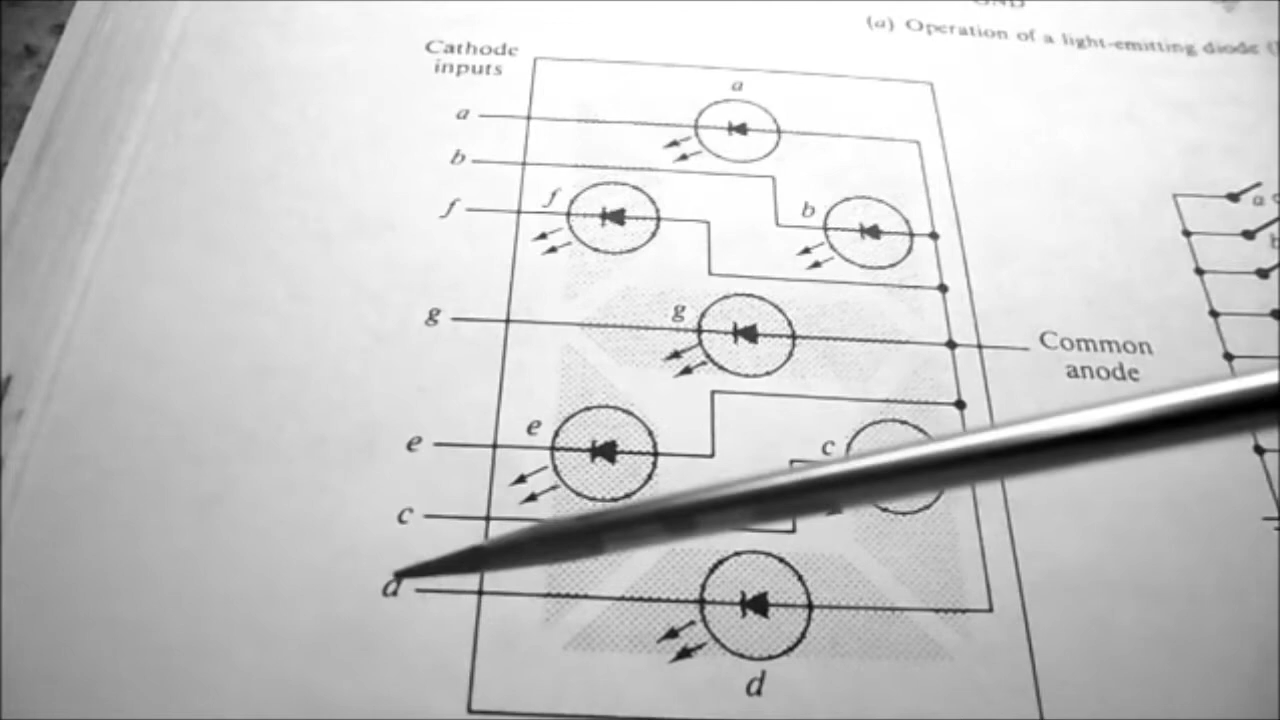 (a) Operation of a light-emitting diode (
Cathode
inputs
a
a
b
f
f
b
a
g
g
Common
anode
e
e
c
c
d
d